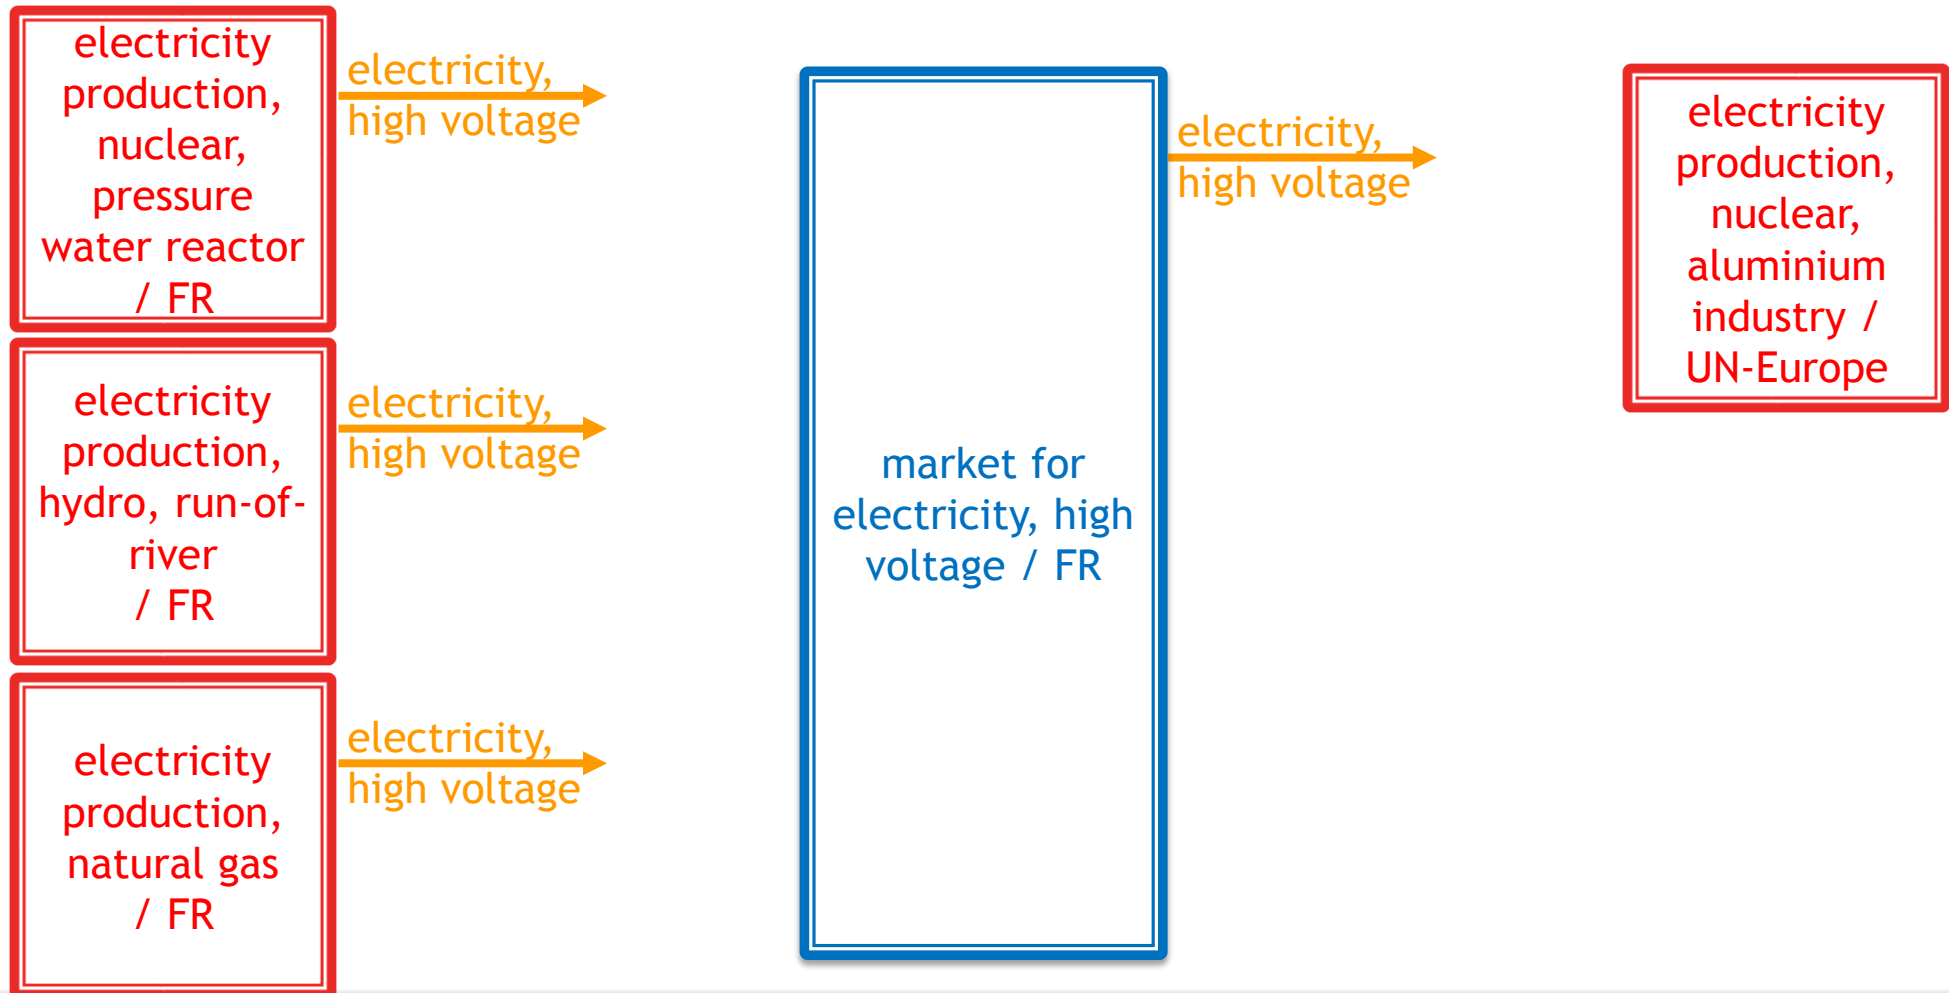 electricity
production,
nuclear,
pressure
water reactor
/ FR
electricity,
high voltage
electricity
production,
hydro, run-of-
river
/ FR
electricity,
high voltage
electricity
production,
natural gas
/ FR
electricity,
high voltage
market for
electricity, high
voltage / FR
electricity,
high voltage
electricity
production,
nuclear,
aluminium
industry /
UN-Europe